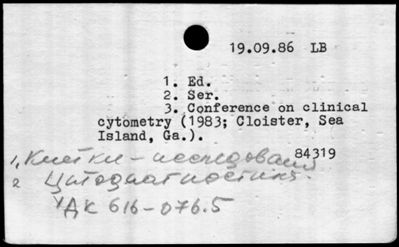 19.09.86 LB
1. Ed.
2. Ser.
3. Conference on clinical
cytometry (1983; Cloister, Sea
Island, Ga.).
84319
1. Клетки - исследование
2 Цитодиагностика.
УДК 616-076.5